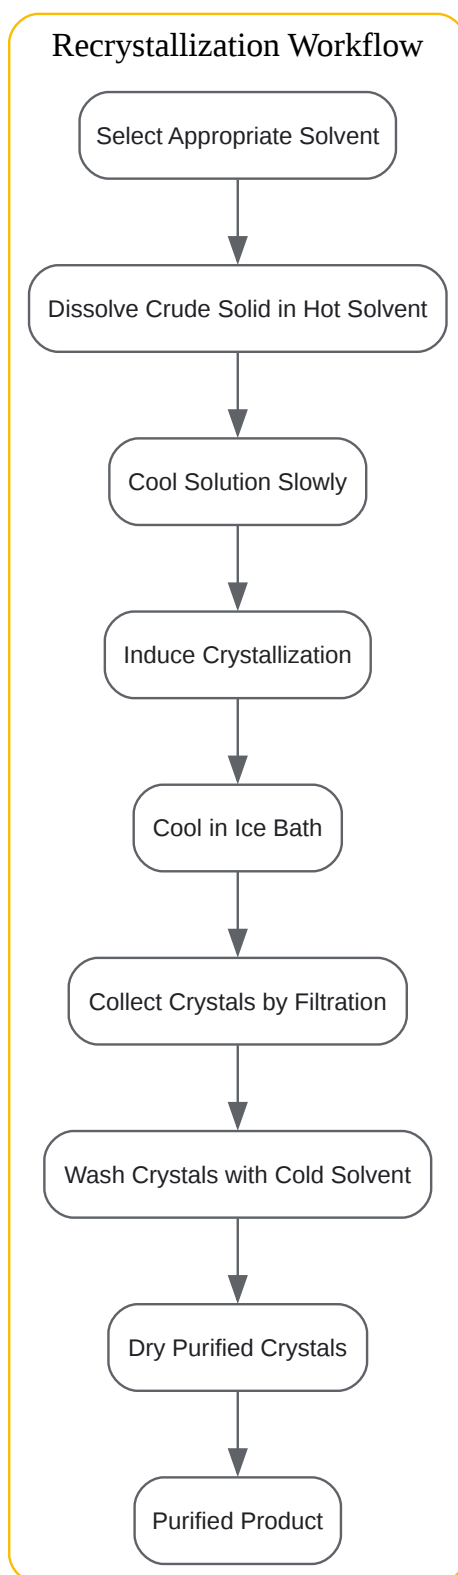 Recrystallization Workflow
Select Appropriate Solvent
Dissolve Crude Solid in Hot Solvent
Cool Solution Slowly
Induce Crystallization
Cool in Ice Bath
Collect Crystals by Filtration
Wash Crystals with Cold Solvent
Dry Purified Crystals
Purified Product